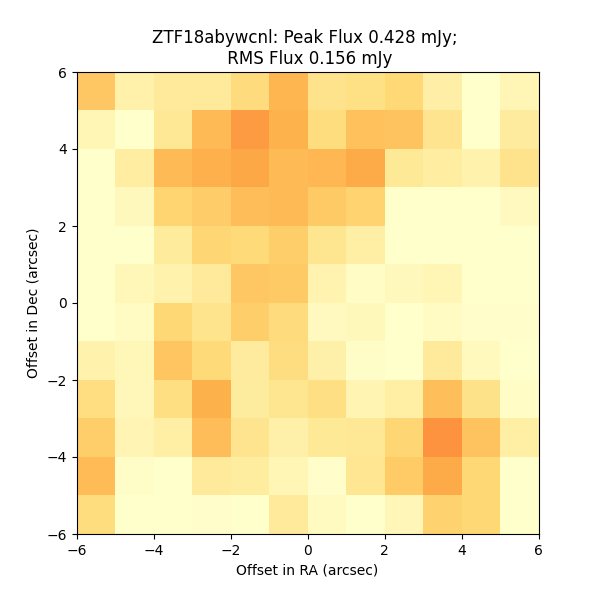 ZTF18abywcnl: Peak Flux 0.428 mJy;
RMS Flux 0.156 mJy
6
4
2
0
−2
−4
−6
Offset in Dec (arcsec)
−6 −4 −2 0 2 4 6
Offset in RA (arcsec)